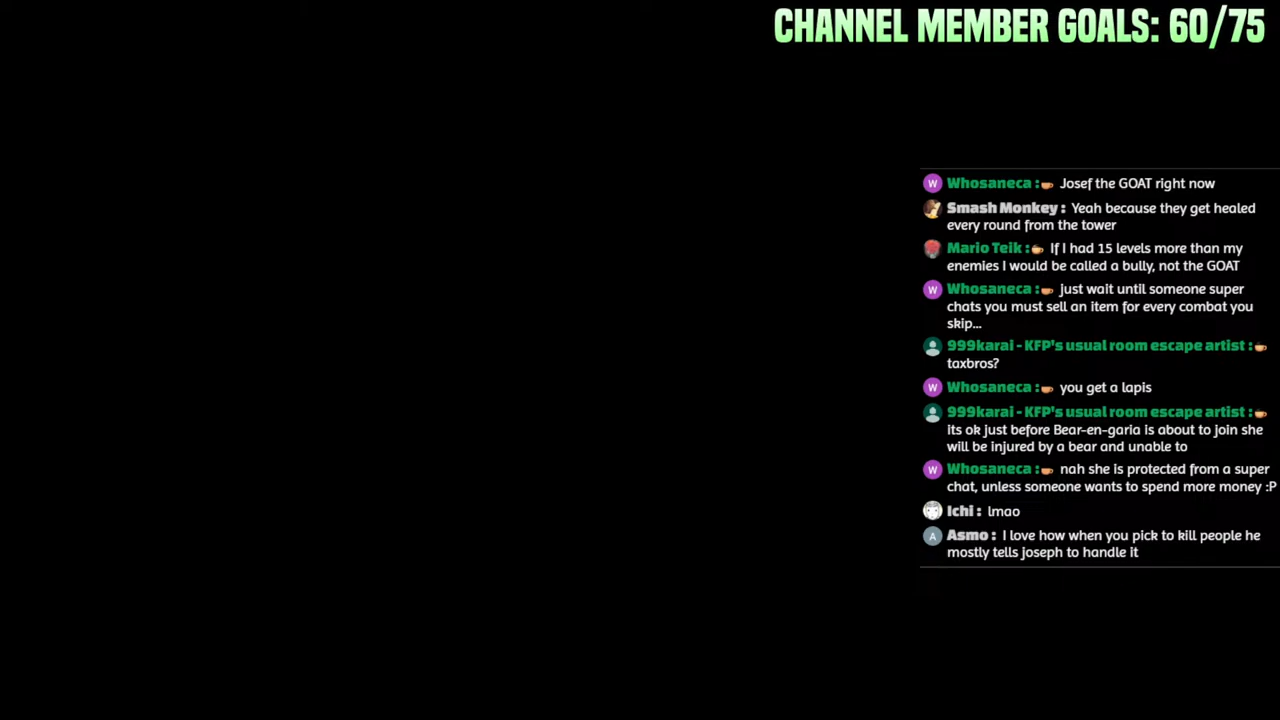 CHANNEL MEMBER GOALS: 60/75
W Whosaneca : Josef the GOAT right now
Smash Monkey : Yeah because they get healed
every round from the tower
Mario Teik : If I had 15 levels more than my
enemies I would be called a bully, not the GOAT
W Whosaneca : just wait until someone super
chats you must sell an item for every combat you
skip...
999karai - KFP's usual room escape artist :
taxbros?
W Whosaneca : you get a lapis
999karai - KFP's usual room escape artist :
its ok just before Bear-en-garia is about to join she
will be injured by a bear and unable to
W Whosaneca : nah she is protected from a super
chat, unless someone wants to spend more money :P
Ichi : lmao
A Asmo : I love how when you pick to kill people he
mostly tells joseph to handle it